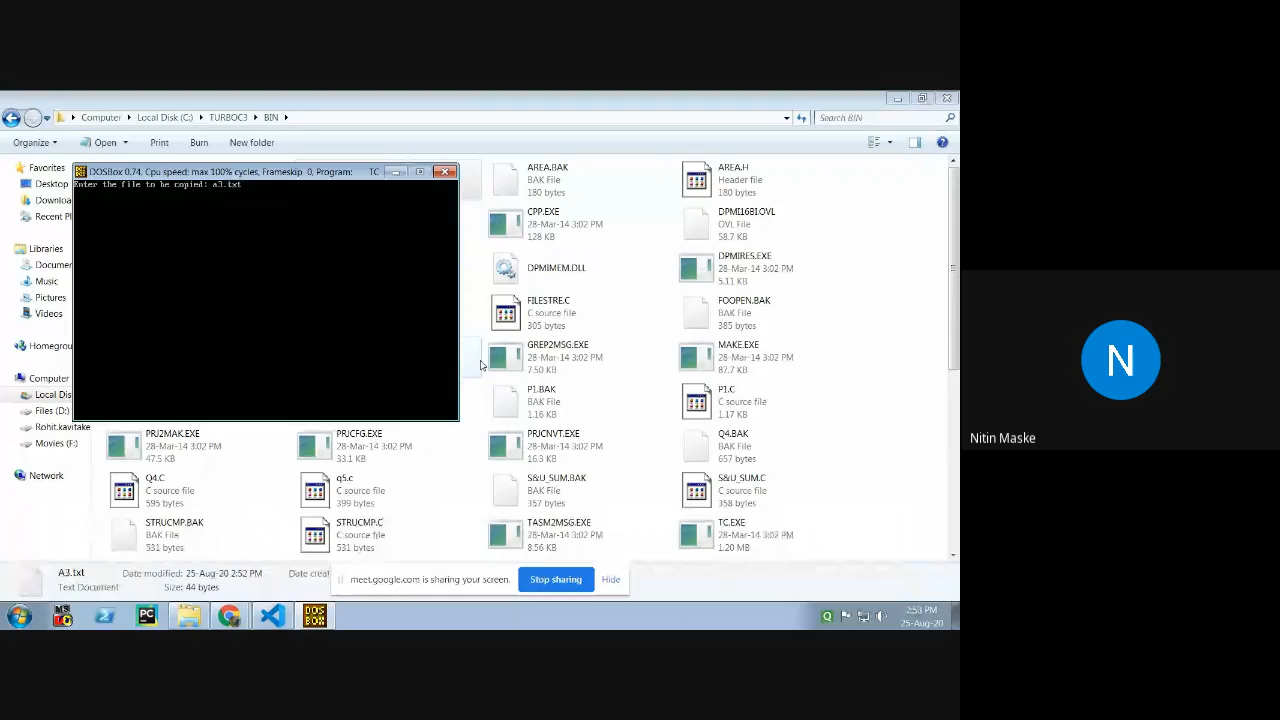 Computer Local Disk (C:) TURBOC3 BIN
Search BIN
Organize Open Print Burn New folder
DOSBox 0.74, Cpu speed: max 100% cycles, Frameskip 0, Program: TC
Enter the file to be copied: a3.txt
Favorites
Desktop
Downloa
Recent Pl
Libraries
Documer
Music
Pictures
Videos
Homegrou
Computer
Local Disk
Files (D:)
Rohit.kavitake
Movies (F:)
Network
AREA.BAK
BAK File
180 bytes
AREA.H
Header file
180 bytes
CPP.EXE
28-Mar-14 3:02 PM
128 KB
DPMI16BI.OVL
OVL File
58.7 KB
DPMIMEM.DLL
DPMIRES.EXE
28-Mar-14 3:02 PM
5.11 KB
FILESTRE.C
C source file
305 bytes
FOOPEN.BAK
BAK File
385 bytes
GREP2MSG.EXE
28-Mar-14 3:02 PM
7.50 KB
MAKE.EXE
28-Mar-14 3:02 PM
87.7 KB
P1.BAK
BAK File
1.16 KB
P1.C
C source file
1.17 KB
PRJ2MAK.EXE
28-Mar-14 3:02 PM
47.5 KB
PRJCFG.EXE
28-Mar-14 3:02 PM
33.1 KB
PRJCNVT.EXE
28-Mar-14 3:02 PM
16.3 KB
Q4.BAK
BAK File
657 bytes
Q4.C
C source file
595 bytes
q5.c
C source file
399 bytes
S&U_SUM.BAK
BAK File
357 bytes
S&U_SUM.C
C source file
358 bytes
STRUCMP.BAK
BAK File
531 bytes
STRUCMP.C
C source file
531 bytes
TASM2MSG.EXE
28-Mar-14 3:02 PM
8.56 KB
TC.EXE
28-Mar-14 3:02 PM
1.20 MB
A3.txt Date modified: 25-Aug-20 2:52 PM Date creat
Text Document Size: 44 bytes
meet.google.com is sharing your screen. Stop sharing Hide
PC
DOS
BOX
2:53 PM
25-Aug-20
N
Nitin Maske